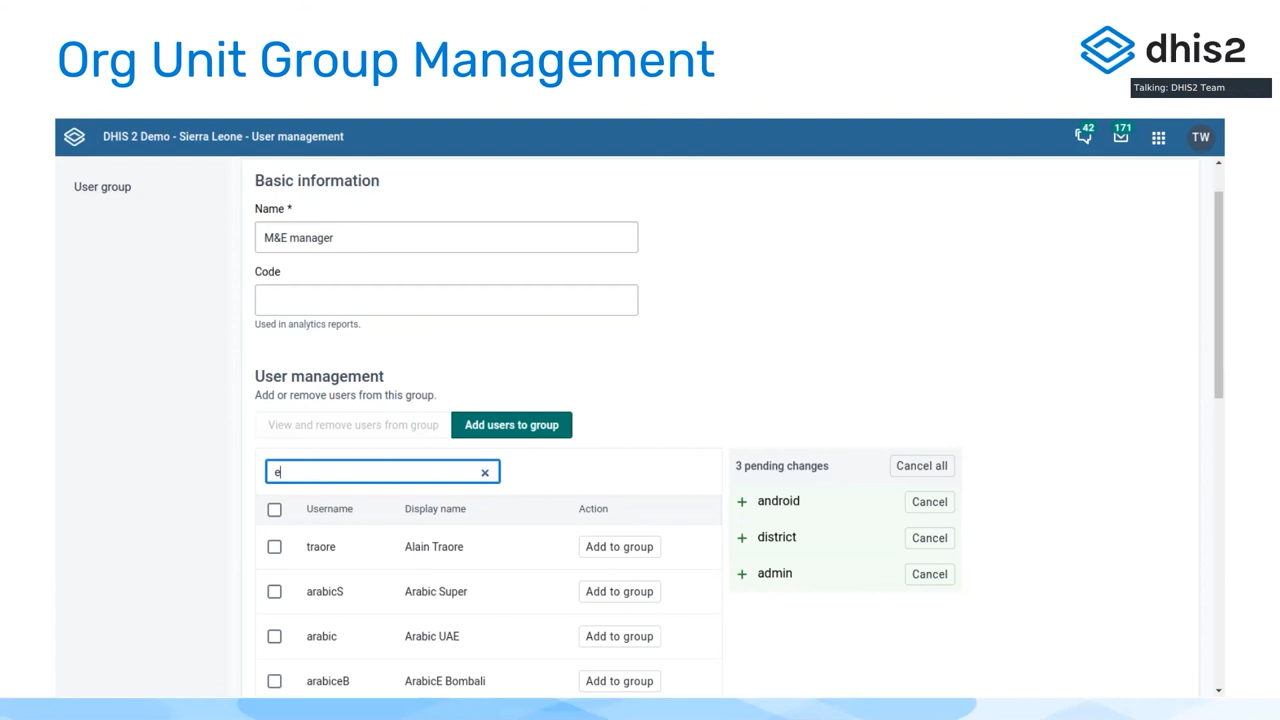 Org Unit Group Management
dhis2
Talking: DHIS2 Team
DHIS 2 Demo - Sierra Leone - User management
42
171
TW
User group
Basic information
Name *
M&E manager
Code
Used in analytics reports.
User management
Add or remove users from this group.
View and remove users from group
Add users to group
e
3 pending changes
Cancel all
Username Display name Action
traore Alain Traore Add to group
arabicS Arabic Super Add to group
arabic Arabic UAE Add to group
arabiceB ArabicE Bombali Add to group
android Cancel
district Cancel
admin Cancel